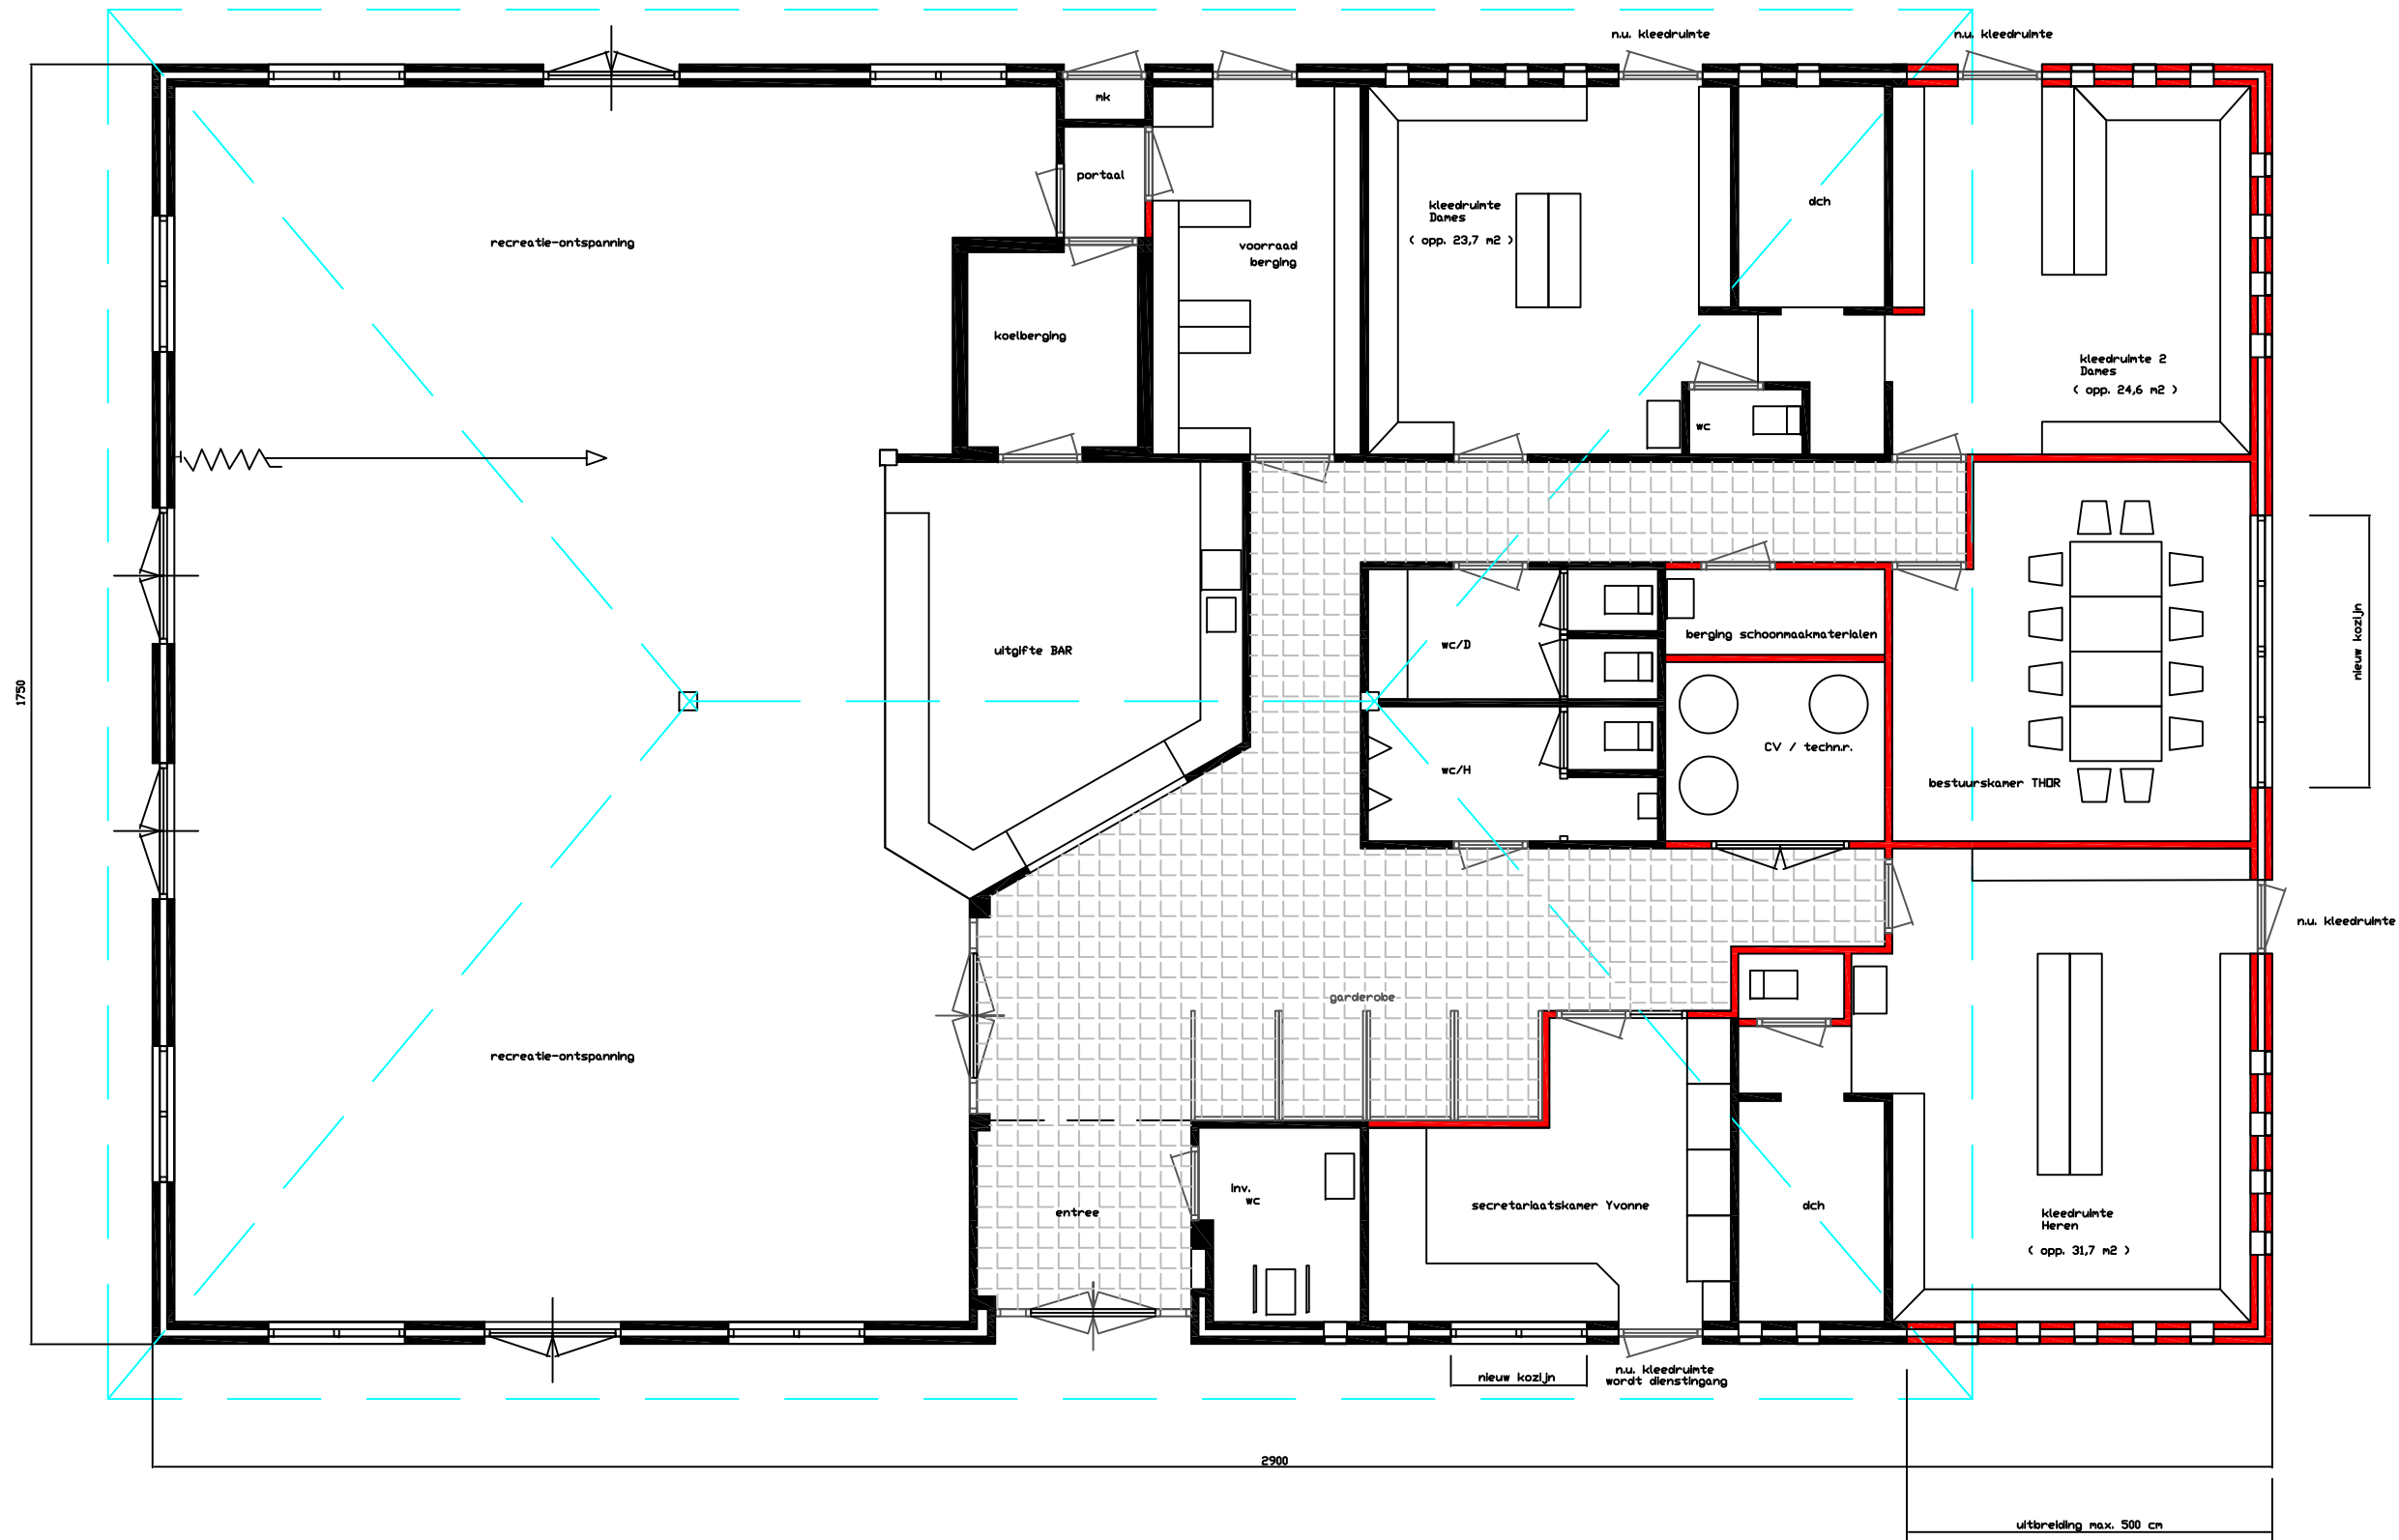 n.u. kleedruimte
n.u. kleedruimte
mk
portaal
recreatie-ontspanning
voorraad
berging
kleedruimte
Dames
( opp. 23,7 m2 )
dch
koelberging
kleedruimte 2
Dames
( opp. 24,6 m2 )
wc
uitgifte BAR
wc/D
berging schoonmaakmaterialen
nieuw kozijn
1750
CV / techn.r.
wc/H
bestuurskamer THOR
n.u. kleedruimte
garderobe
recreatie-ontspanning
inv.
wc
entree
secretariaatskamer Yvonne
dch
kleedruimte
Heren
( opp. 31,7 m2 )
nieuw kozijn
n.u. kleedruimte
wordt dienstingang
2900
uitbreiding max. 500 cm